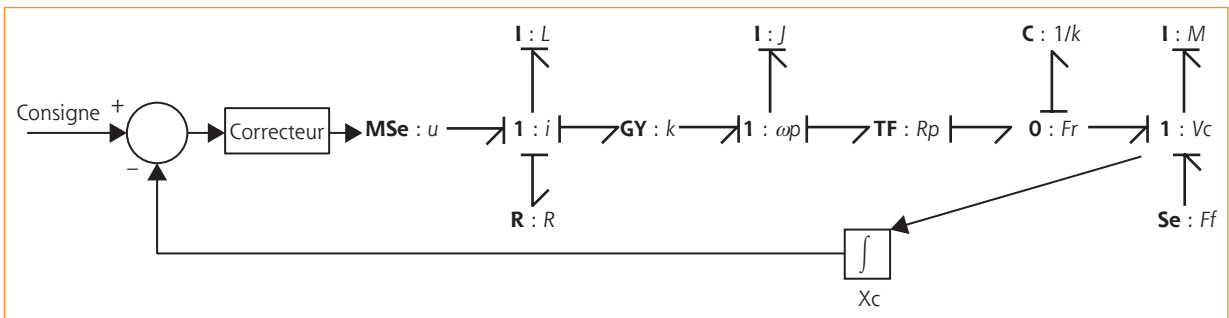 I : L
I : J
C : 1/k
I : M
Consigne
+
Correcteur
MSe : u
1 : i
GY : k
1 : ωp
TF : Rp
0 : Fr
1 : Vc
−
R : R
Se : Ff
∫
Xc